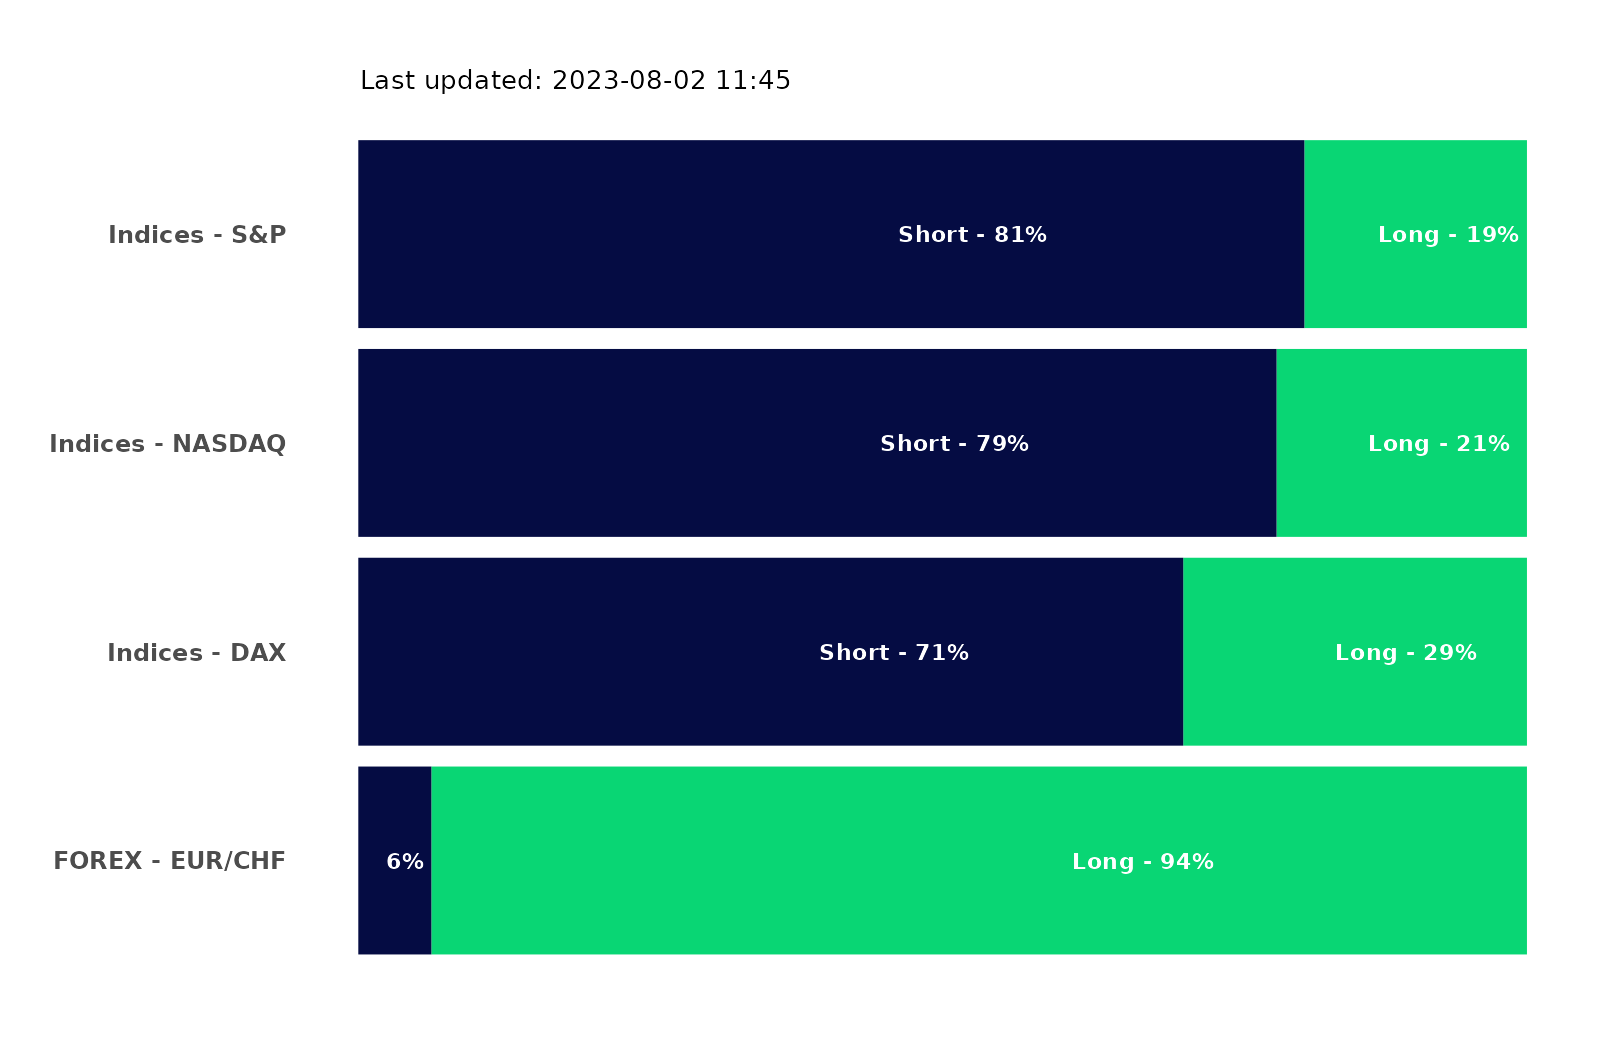 Last updated: 2023-08-02 11:45
Indices - S&P
Short - 81%
Long - 19%
Indices - NASDAQ
Short - 79%
Long - 21%
Indices - DAX
Short - 71%
Long - 29%
FOREX - EUR/CHF
6%
Long - 94%